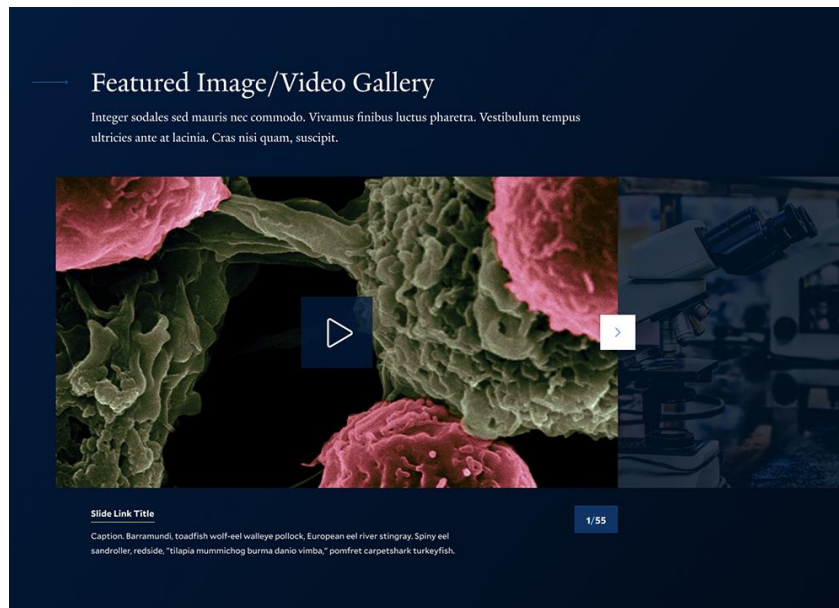 Featured Image/Video Gallery
Integer sodales sed mauris nec commodo. Vivamus finibus luctus pharetra. Vestibulum tempus
ultricies ante at lacinia. Cras nisi quam, suscipit.
Slide Link Title
1/55
Caption. Barramundi, toadfish wolf-eel walleye pollock, European eel river stingray. Spiny eel
sandroller, redside, "tilapia mummichog burma danio vimba," pomfret carpetshark turkeyfish.